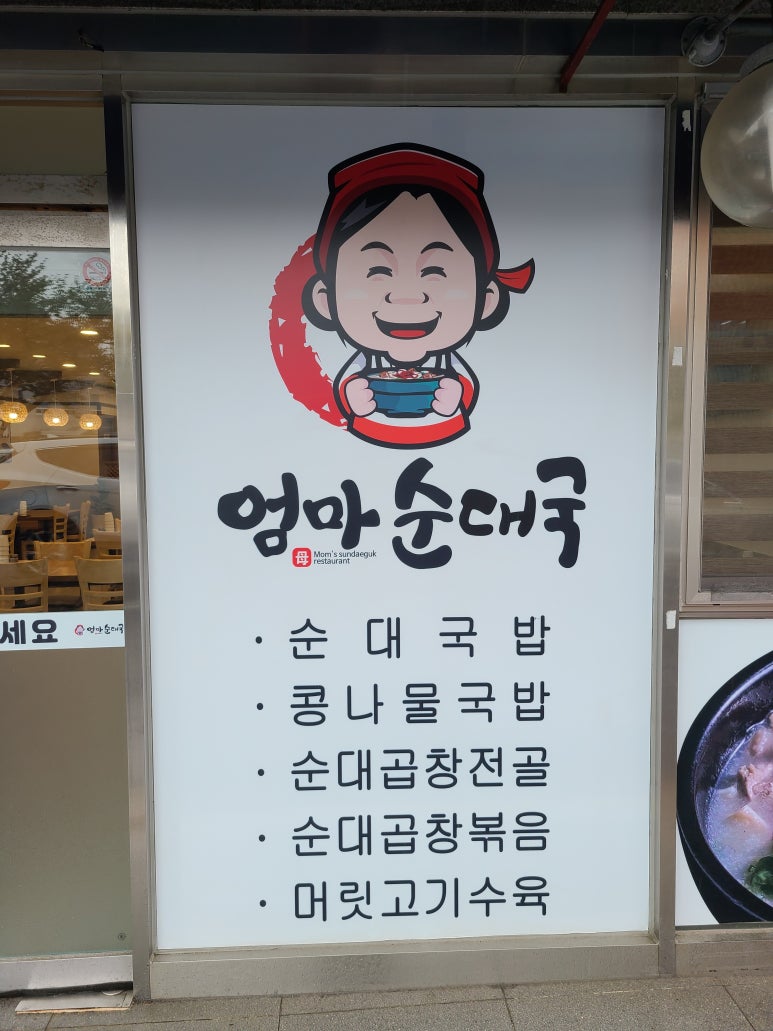 엄마 순대국
母 Mom's sundaeguk
restaurant
· 순대국밥
· 콩나물국밥
· 순대곱창전골
· 순대곱창볶음
· 머릿고기수육
세요 엄마순대국